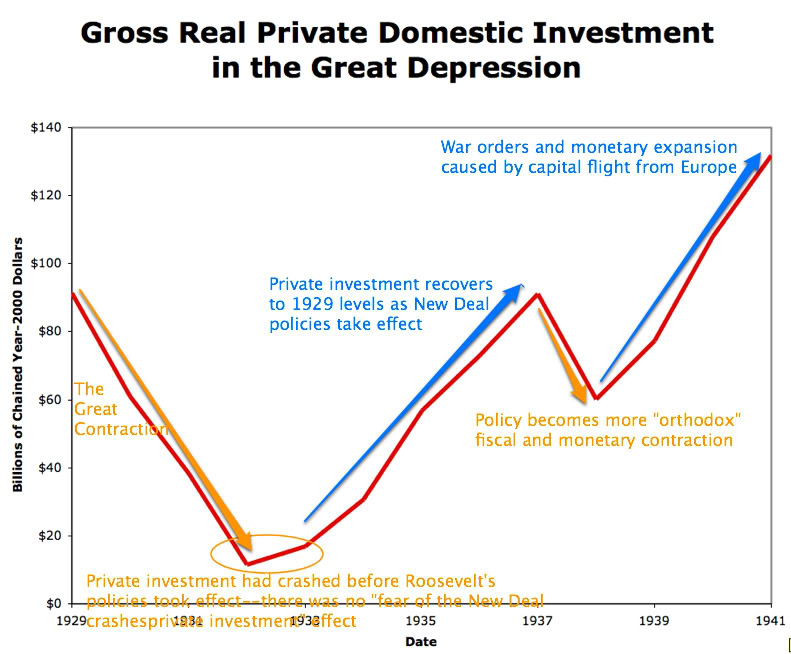 Gross Real Private Domestic Investment
in the Great Depression
$140
$120
$100
$80
$60
$40
$20
$0
Billions of Chained Year-2000 Dollars
War orders and monetary expansion
caused by capital flight from Europe
Private investment recovers
to 1929 levels as New Deal
policies take effect
The
Great
Contraction
Policy becomes more "orthodox"
fiscal and monetary contraction
Private investment had crashed before Roosevelt's
policies took effect--there was no "fear of the New Deal
crashesprivate investment" effect
1929
1931
1933
1935
1937
1939
1941
Date